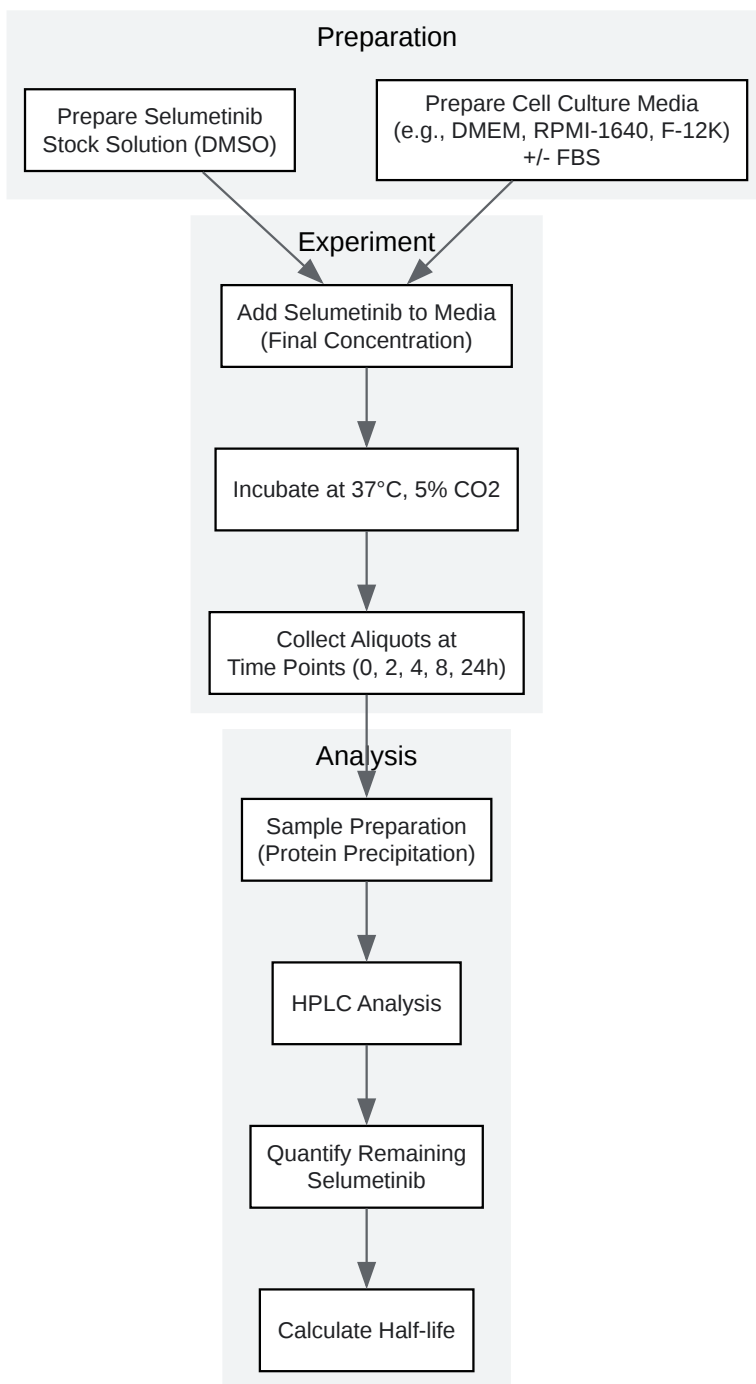 Preparation
Prepare Selumetinib
Stock Solution (DMSO)
Prepare Cell Culture Media
(e.g., DMEM, RPMI-1640, F-12K)
+/- FBS
Experiment
Add Selumetinib to Media
(Final Concentration)
Incubate at 37°C, 5% CO2
Collect Aliquots at
Time Points (0, 2, 4, 8, 24h)
Analysis
Sample Preparation
(Protein Precipitation)
HPLC Analysis
Quantify Remaining
Selumetinib
Calculate Half-life